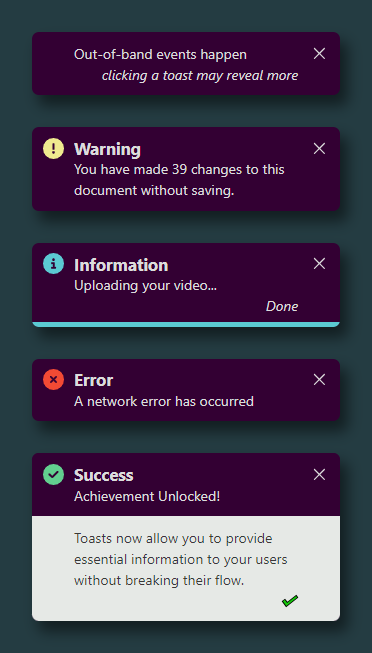 Out-of-band events happen
clicking a toast may reveal more
Warning
You have made 39 changes to this
document without saving.
Information
Uploading your video...
Done
Error
A network error has occurred
Success
Achievement Unlocked!
Toasts now allow you to provide
essential information to your users
without breaking their flow.